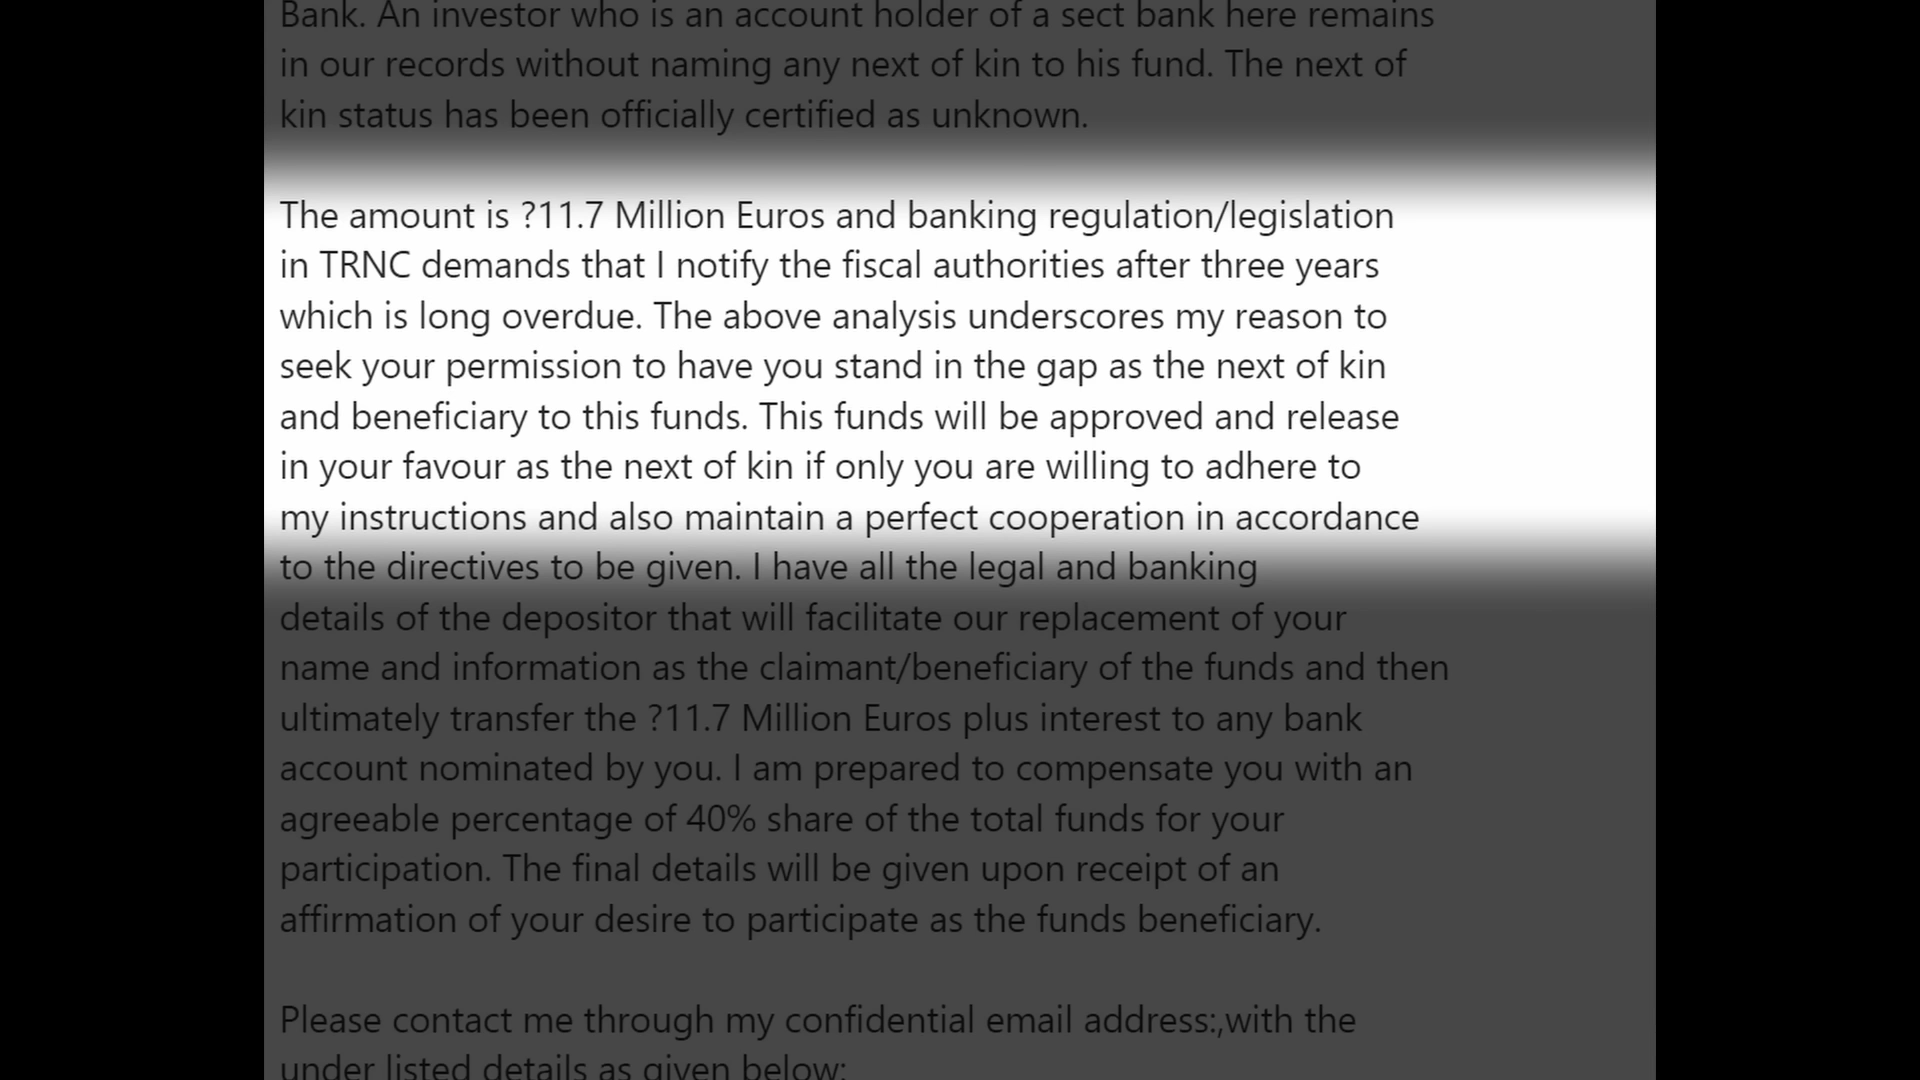 Bank. An investor who is an account holder of a sect bank here remains
in our records without naming any next of kin to his fund. The next of
kin status has been officially certified as unknown.
The amount is ?11.7 Million Euros and banking regulation/legislation
in TRNC demands that I notify the fiscal authorities after three years
which is long overdue. The above analysis underscores my reason to
seek your permission to have you stand in the gap as the next of kin
and beneficiary to this funds. This funds will be approved and release
in your favour as the next of kin if only you are willing to adhere to
my instructions and also maintain a perfect cooperation in accordance
to the directives to be given. I have all the legal and banking
details of the depositor that will facilitate our replacement of your
name and information as the claimant/beneficiary of the funds and then
ultimately transfer the ?11.7 Million Euros plus interest to any bank
account nominated by you. I am prepared to compensate you with an
agreeable percentage of 40% share of the total funds for your
participation. The final details will be given upon receipt of an
affirmation of your desire to participate as the funds beneficiary.
Please contact me through my confidential email address:,with the
under listed details as given below: